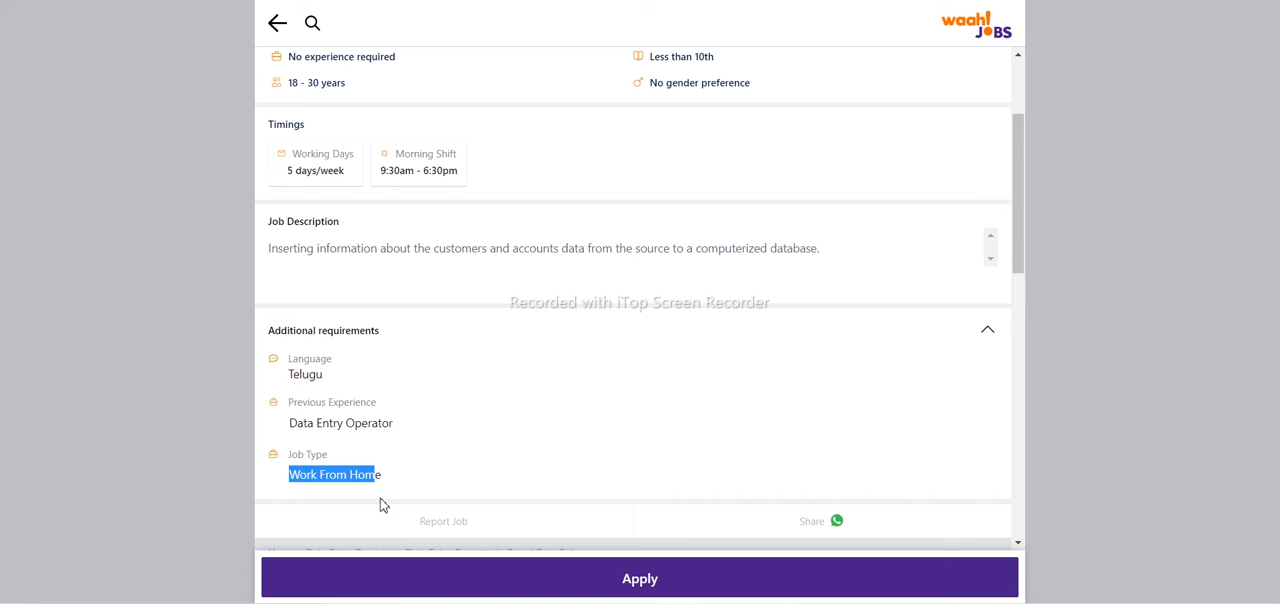 waah!
JOBS
No experience required
Less than 10th
18 - 30 years
No gender preference
Timings
Working Days
5 days/week
Morning Shift
9:30am - 6:30pm
Job Description
Inserting information about the customers and accounts data from the source to a computerized database.
Recorded with iTop Screen Recorder
Additional requirements
Language
Telugu
Previous Experience
Data Entry Operator
Job Type
Work From Home
Report Job
Share
Apply